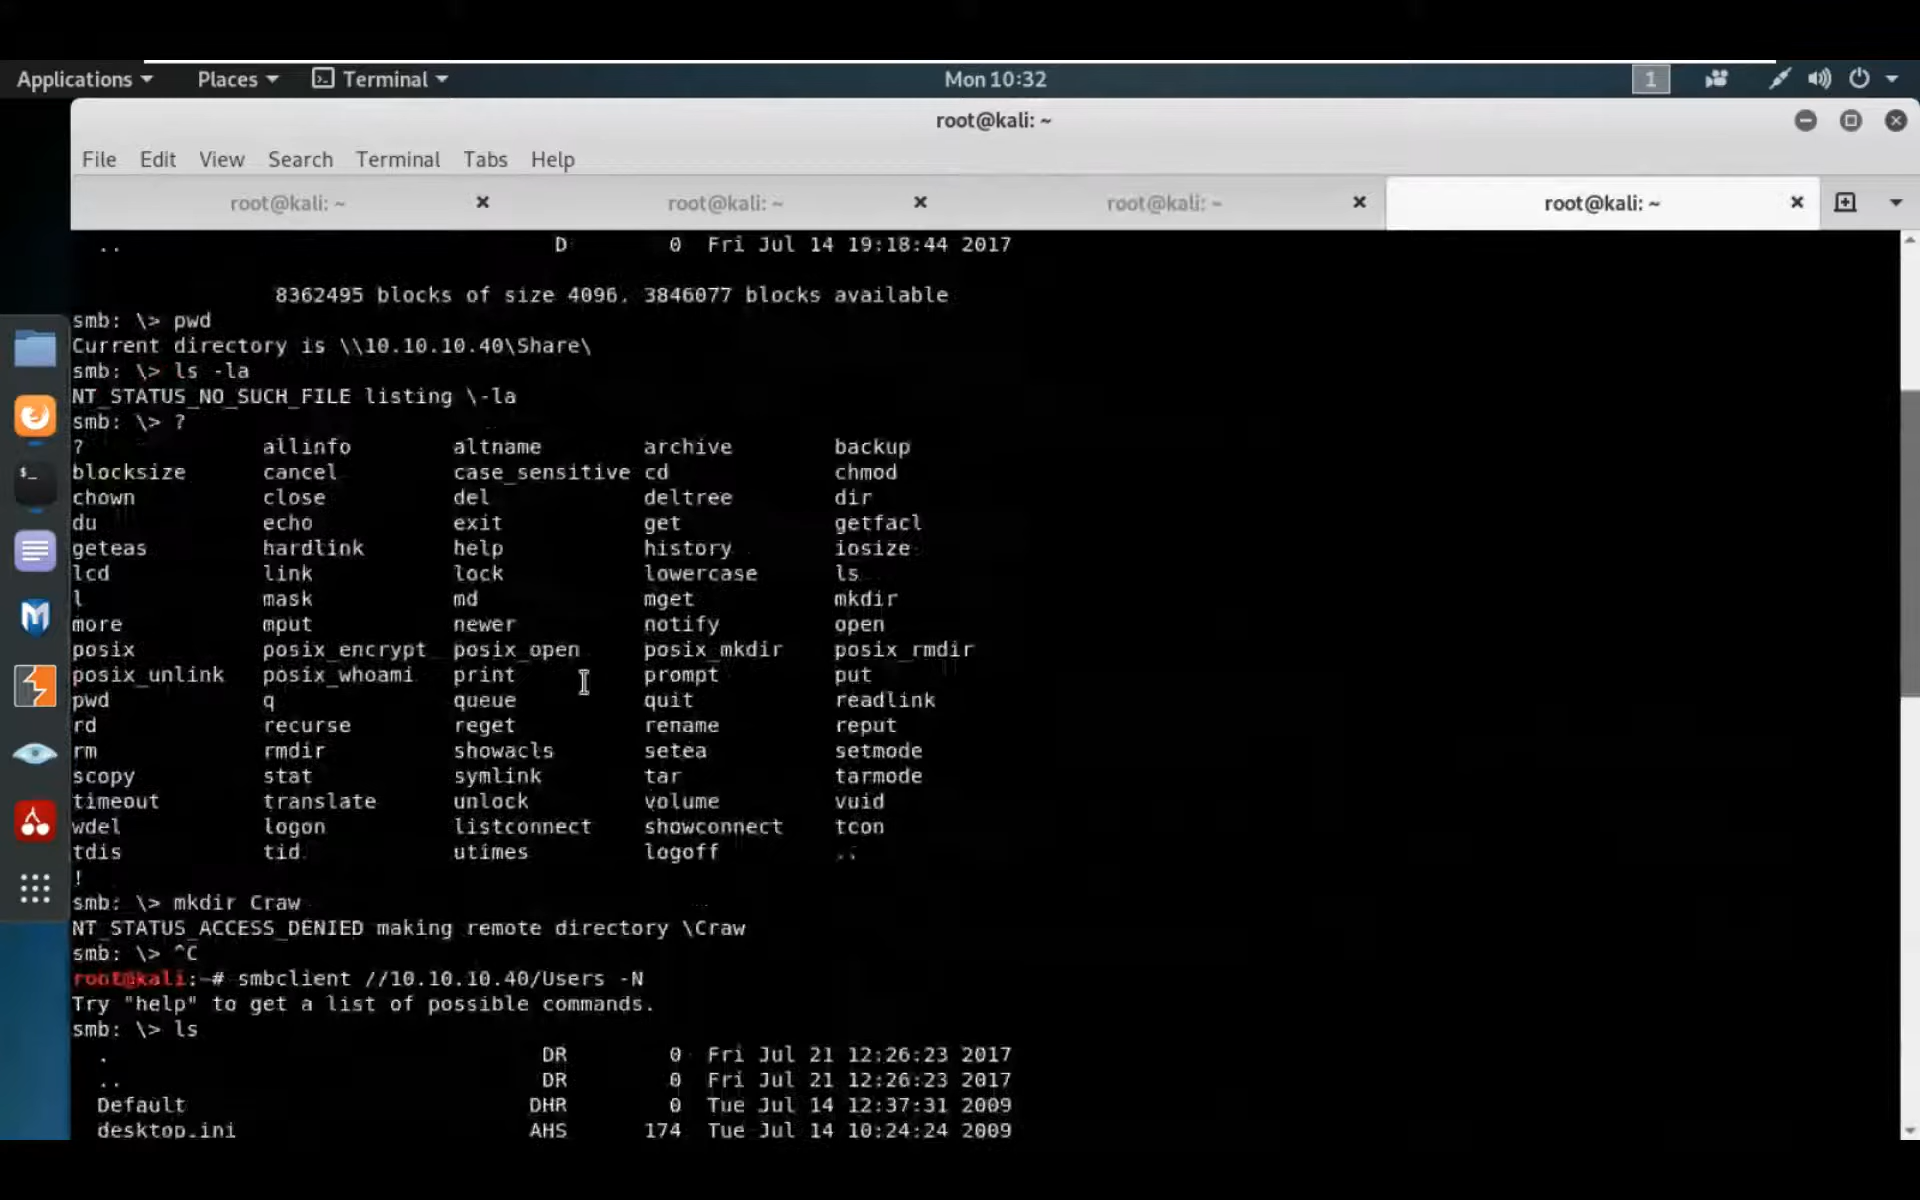 Applications Places Terminal Mon 10:32 1
root@kali: ~
File Edit View Search Terminal Tabs Help
root@kali: ~ root@kali: ~ root@kali: ~ root@kali: ~
.. D 0 Fri Jul 14 19:18:44 2017
8362495 blocks of size 4096. 3846077 blocks available
smb: \> pwd
Current directory is \\10.10.10.40\Share\
smb: \> ls -la
NT_STATUS_NO_SUCH_FILE listing \-la
smb: \> ?
? allinfo altname archive backup
blocksize cancel case_sensitive cd chmod
chown close del deltree dir
du echo exit get getfacl
geteas hardlink help history iosize
lcd link lock lowercase ls
l mask md mget mkdir
more mput newer notify open
posix posix_encrypt posix_open posix_mkdir posix_rmdir
posix_unlink posix_whoami print prompt put
pwd q queue quit readlink
rd recurse reget rename reput
rm rmdir showacls setea setmode
scopy stat symlink tar tarmode
timeout translate unlock volume vuid
wdel logon listconnect showconnect tcon
tdis tid utimes logoff ..
!
smb: \> mkdir Craw
NT_STATUS_ACCESS_DENIED making remote directory \Craw
smb: \> ^C
root@kali:~# smbclient //10.10.10.40/Users -N
Try "help" to get a list of possible commands.
smb: \> ls
. DR 0 Fri Jul 21 12:26:23 2017
.. DR 0 Fri Jul 21 12:26:23 2017
Default DHR 0 Tue Jul 14 12:37:31 2009
desktop.ini AHS 174 Tue Jul 14 10:24:24 2009